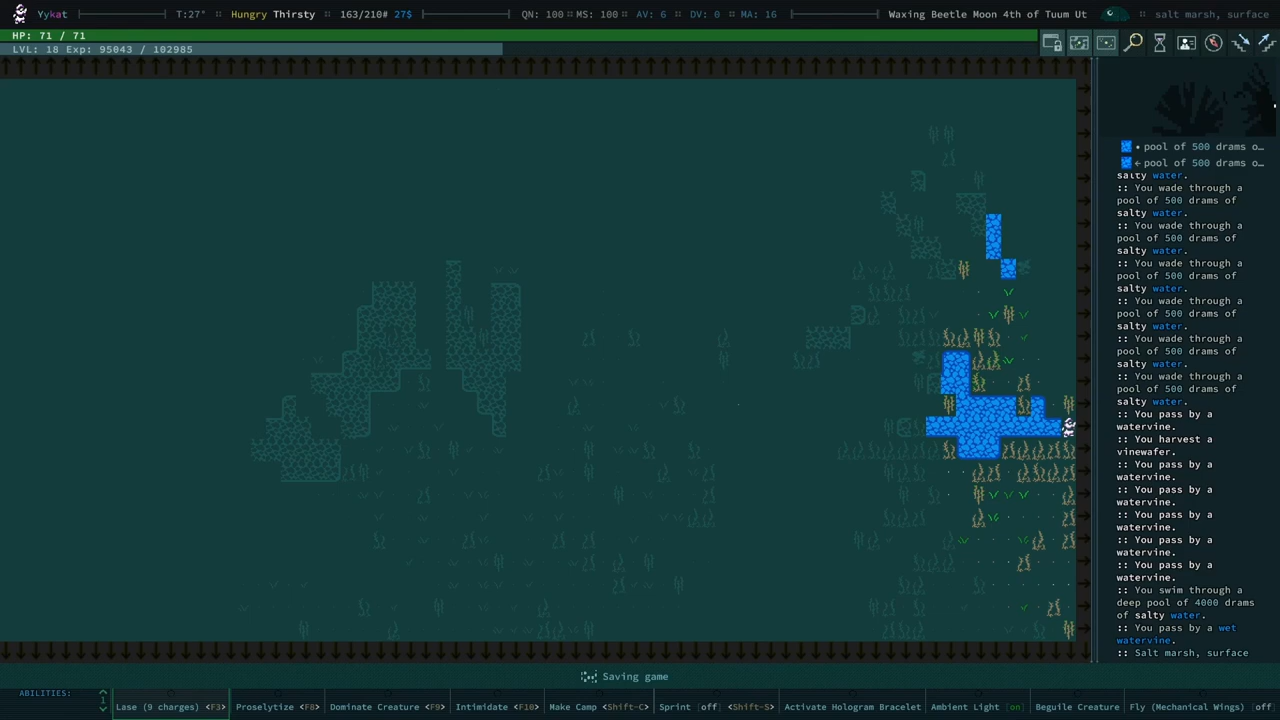 Yykat T:27° :: Hungry Thirsty :: 163/210# 27$ QN: 100 :: MS: 100 :: AV: 6 :: DV: 0 :: MA: 16 Waxing Beetle Moon 4th of Tuum Ut :: salt marsh, surface
HP: 71 / 71
LVL: 18 Exp: 95043 / 102985
• pool of 500 drams o…
← pool of 500 drams o…
salty water.
:: You wade through a
pool of 500 drams of
salty water.
:: You wade through a
pool of 500 drams of
salty water.
:: You wade through a
pool of 500 drams of
salty water.
:: You wade through a
pool of 500 drams of
salty water.
:: You wade through a
pool of 500 drams of
salty water.
:: You wade through a
pool of 500 drams of
salty water.
:: You pass by a
watervine.
:: You harvest a
vinewafer.
:: You pass by a
watervine.
:: You pass by a
watervine.
:: You pass by a
watervine.
:: You pass by a
watervine.
:: You pass by a
watervine.
:: You swim through a
deep pool of 4000 drams
of salty water.
:: You pass by a wet
watervine.
:: Salt marsh, surface
Saving game
ABILITIES: 1 Lase (9 charges) <F3> Proselytize <F8> Dominate Creature <F9> Intimidate <F10> Make Camp <Shift-C> Sprint [off] <Shift-S> Activate Hologram Bracelet Ambient Light [on] Beguile Creature Fly (Mechanical Wings) [off]